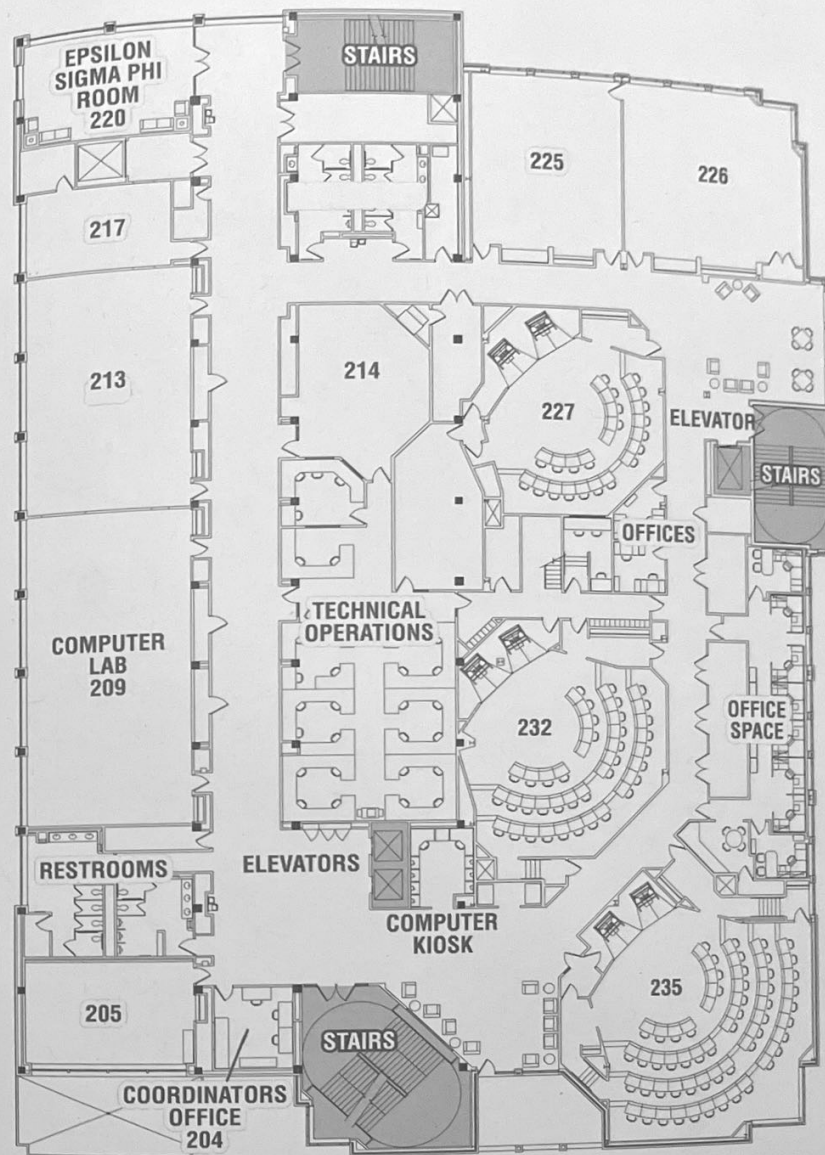 EPSILON
SIGMA PHI
ROOM
220
STAIRS
225
226
217
213
214
227
ELEVATOR
STAIRS
OFFICES
TECHNICAL
OPERATIONS
COMPUTER
LAB
209
232
OFFICE
SPACE
RESTROOMS
ELEVATORS
COMPUTER
KIOSK
205
235
STAIRS
COORDINATORS
OFFICE
204